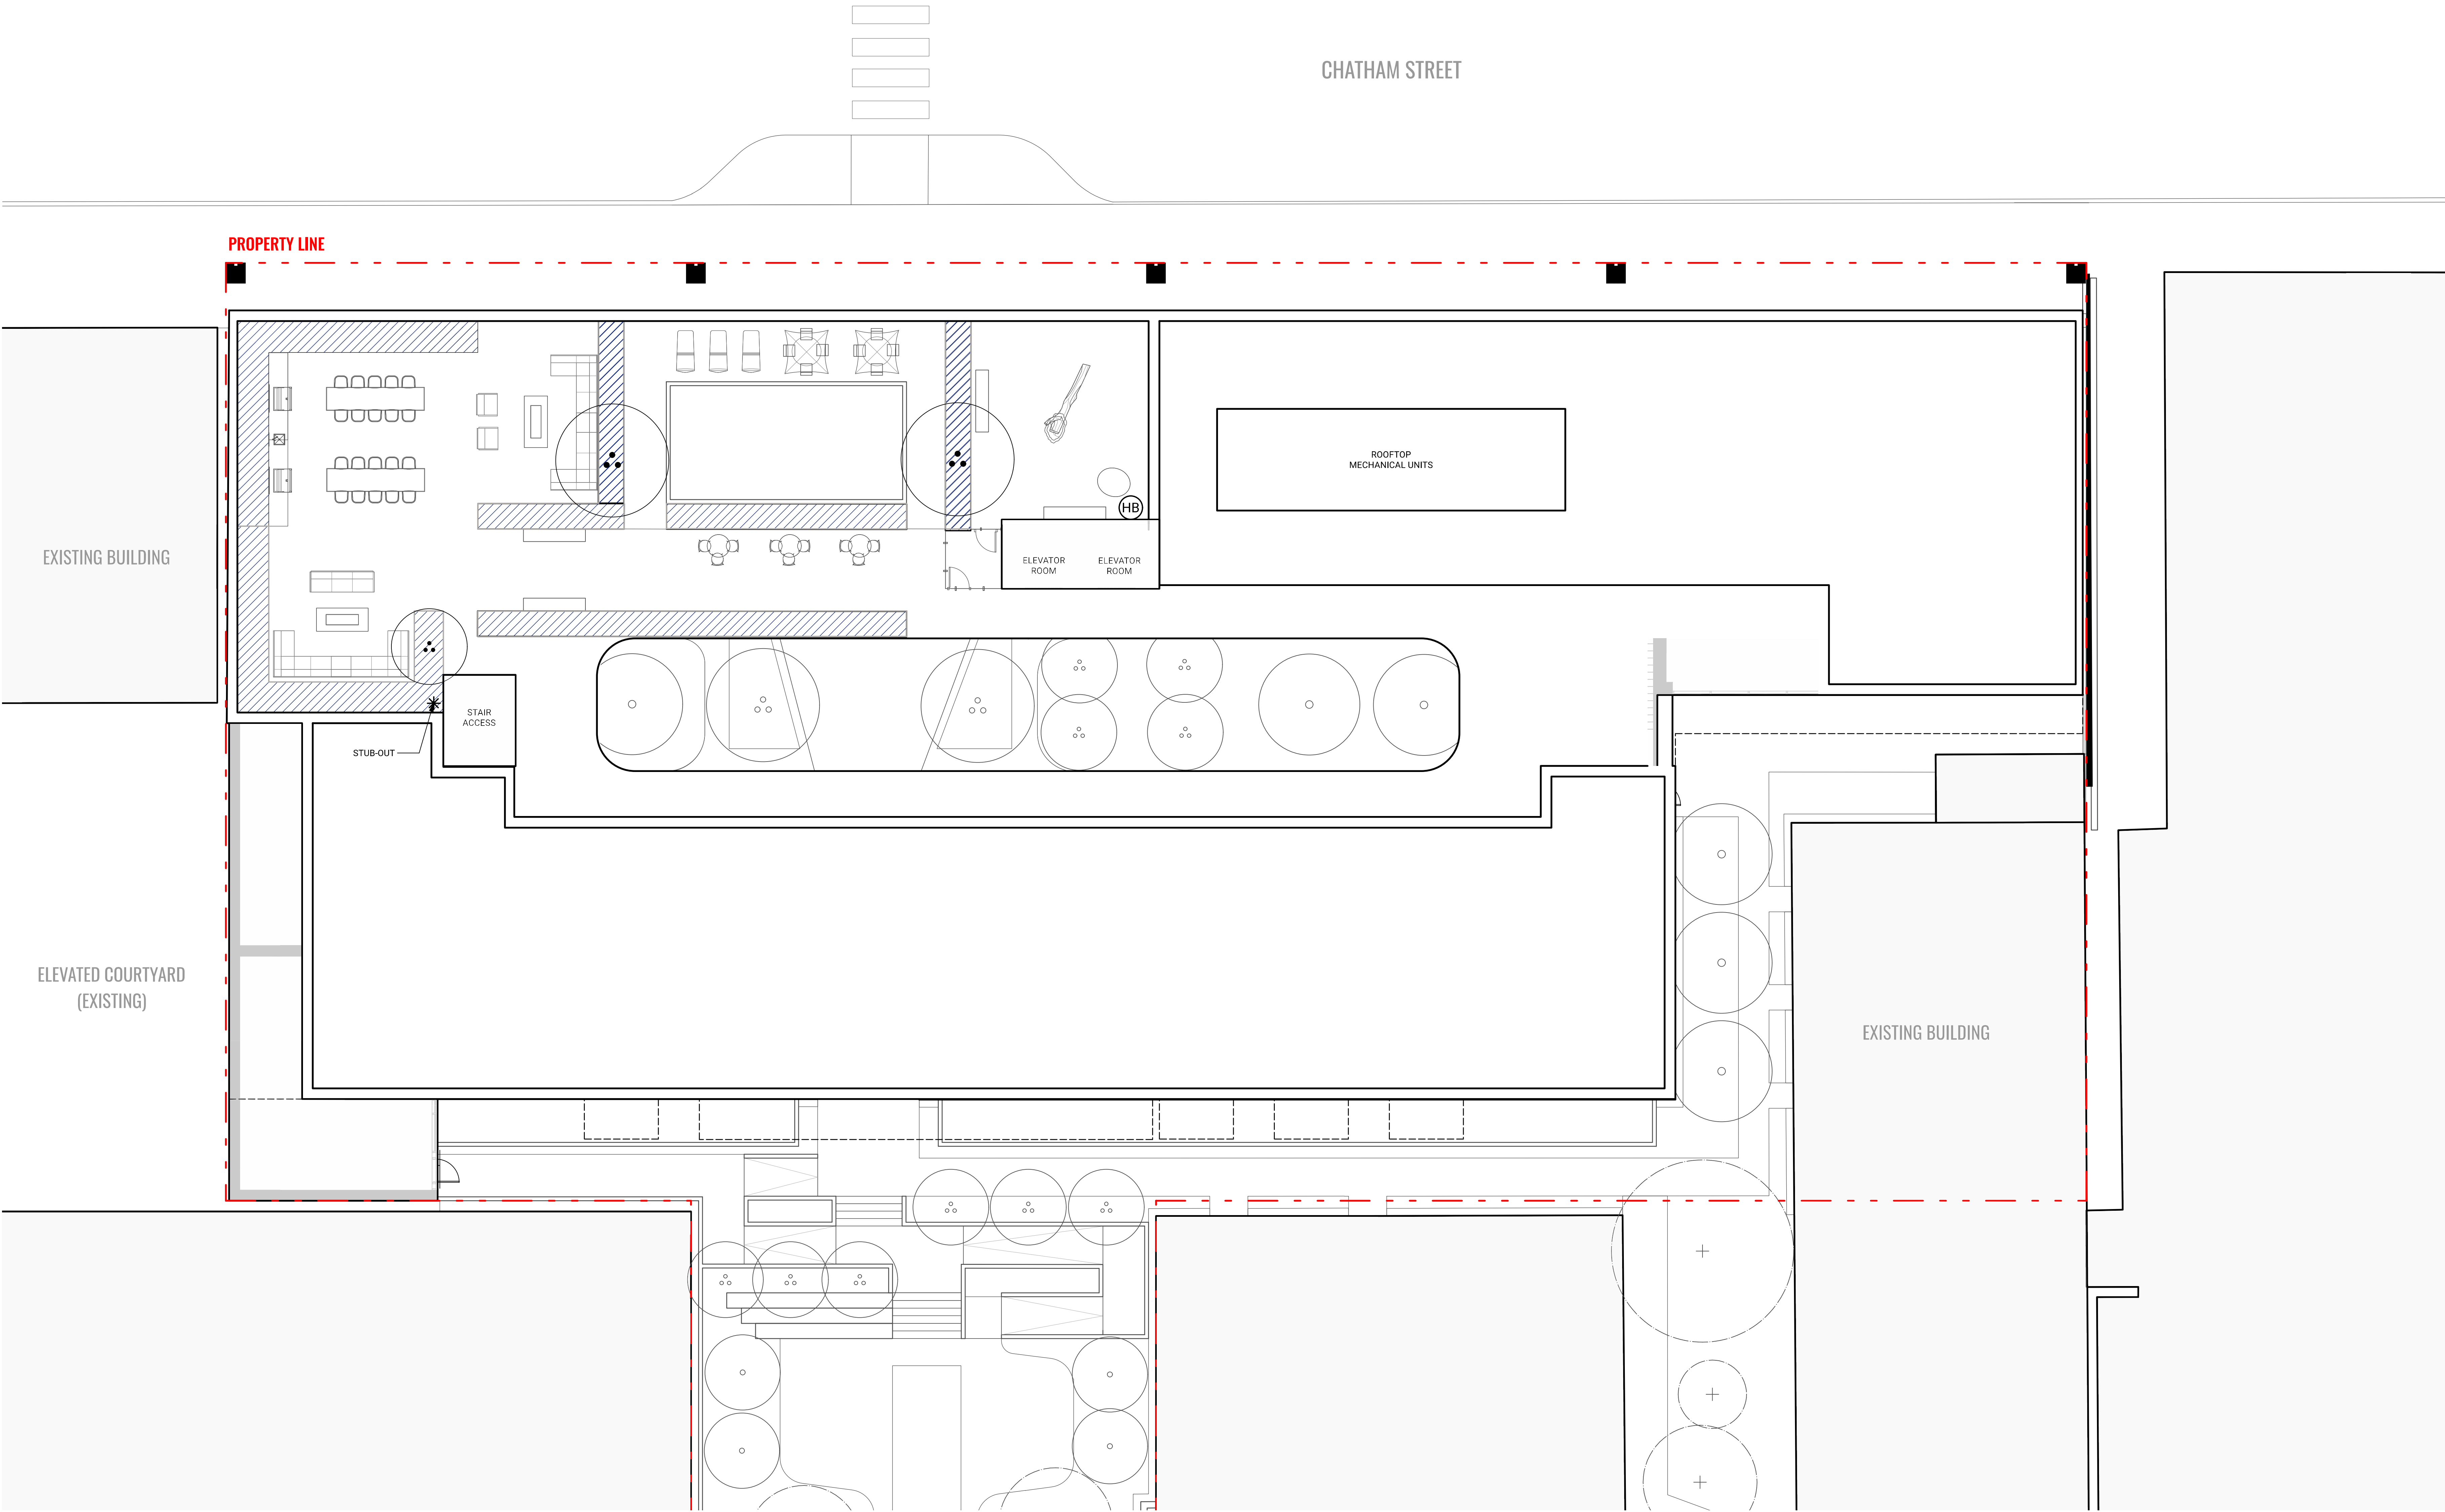 CHATHAM STREET
PROPERTY LINE
ROOFTOP
MECHANICAL UNITS
HB
EXISTING BUILDING
ELEVATOR
ROOM
ELEVATOR
ROOM
STAIR
ACCESS
STUB-OUT
ELEVATED COURTYARD
(EXISTING)
EXISTING BUILDING